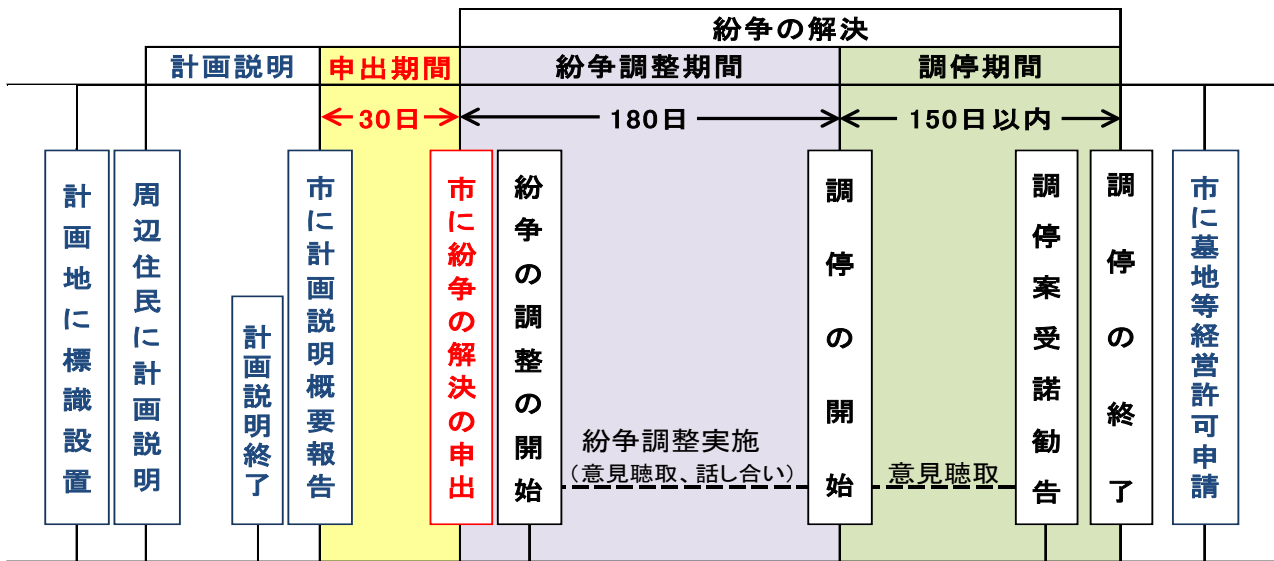 紛争の解決
計画説明
申出期間
紛争調整期間
調停期間
30日
180日
150日以内
計画地に標識設置
周辺住民に計画説明
計画説明終了
市に計画説明概要報告
市に紛争の解決の申出
紛争の調整の開始
紛争調整実施
（意見聴取、話し合い）
調停の開始
意見聴取
調停案受諾勧告
調停の終了
市に墓地等経営許可申請